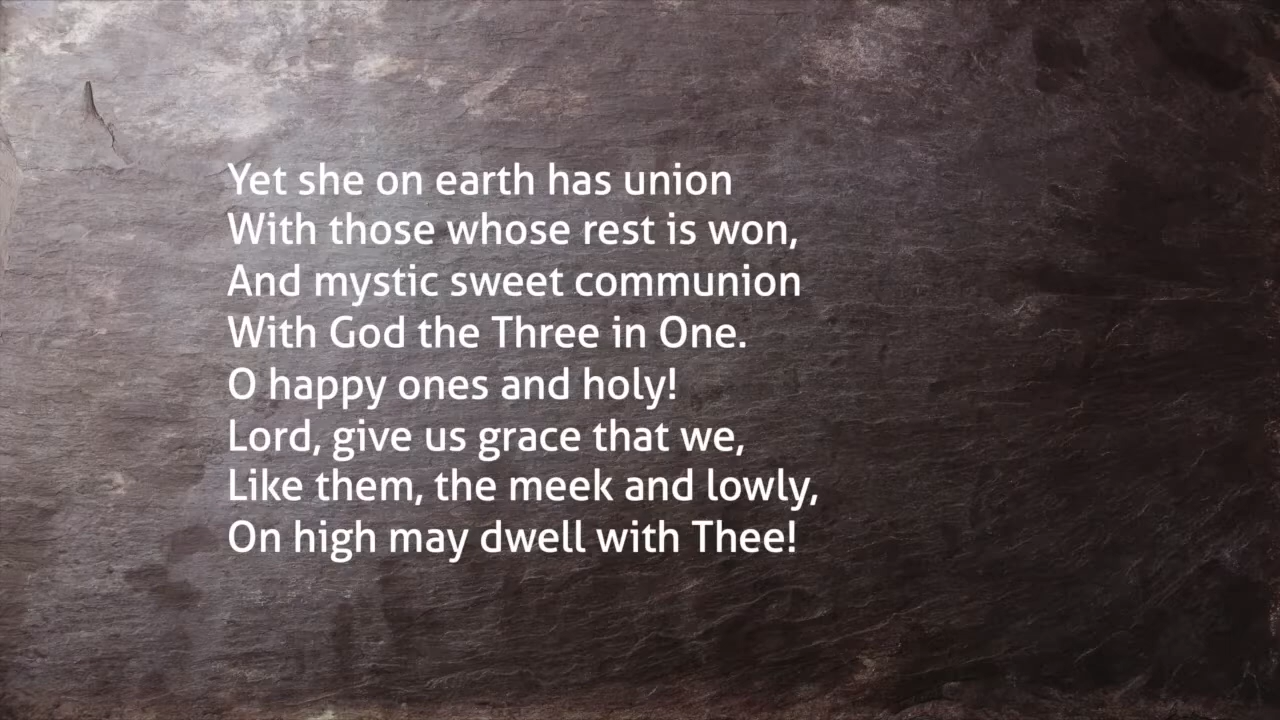 Yet she on earth has union
With those whose rest is won,
And mystic sweet communion
With God the Three in One.
O happy ones and holy!
Lord, give us grace that we,
Like them, the meek and lowly,
On high may dwell with Thee!